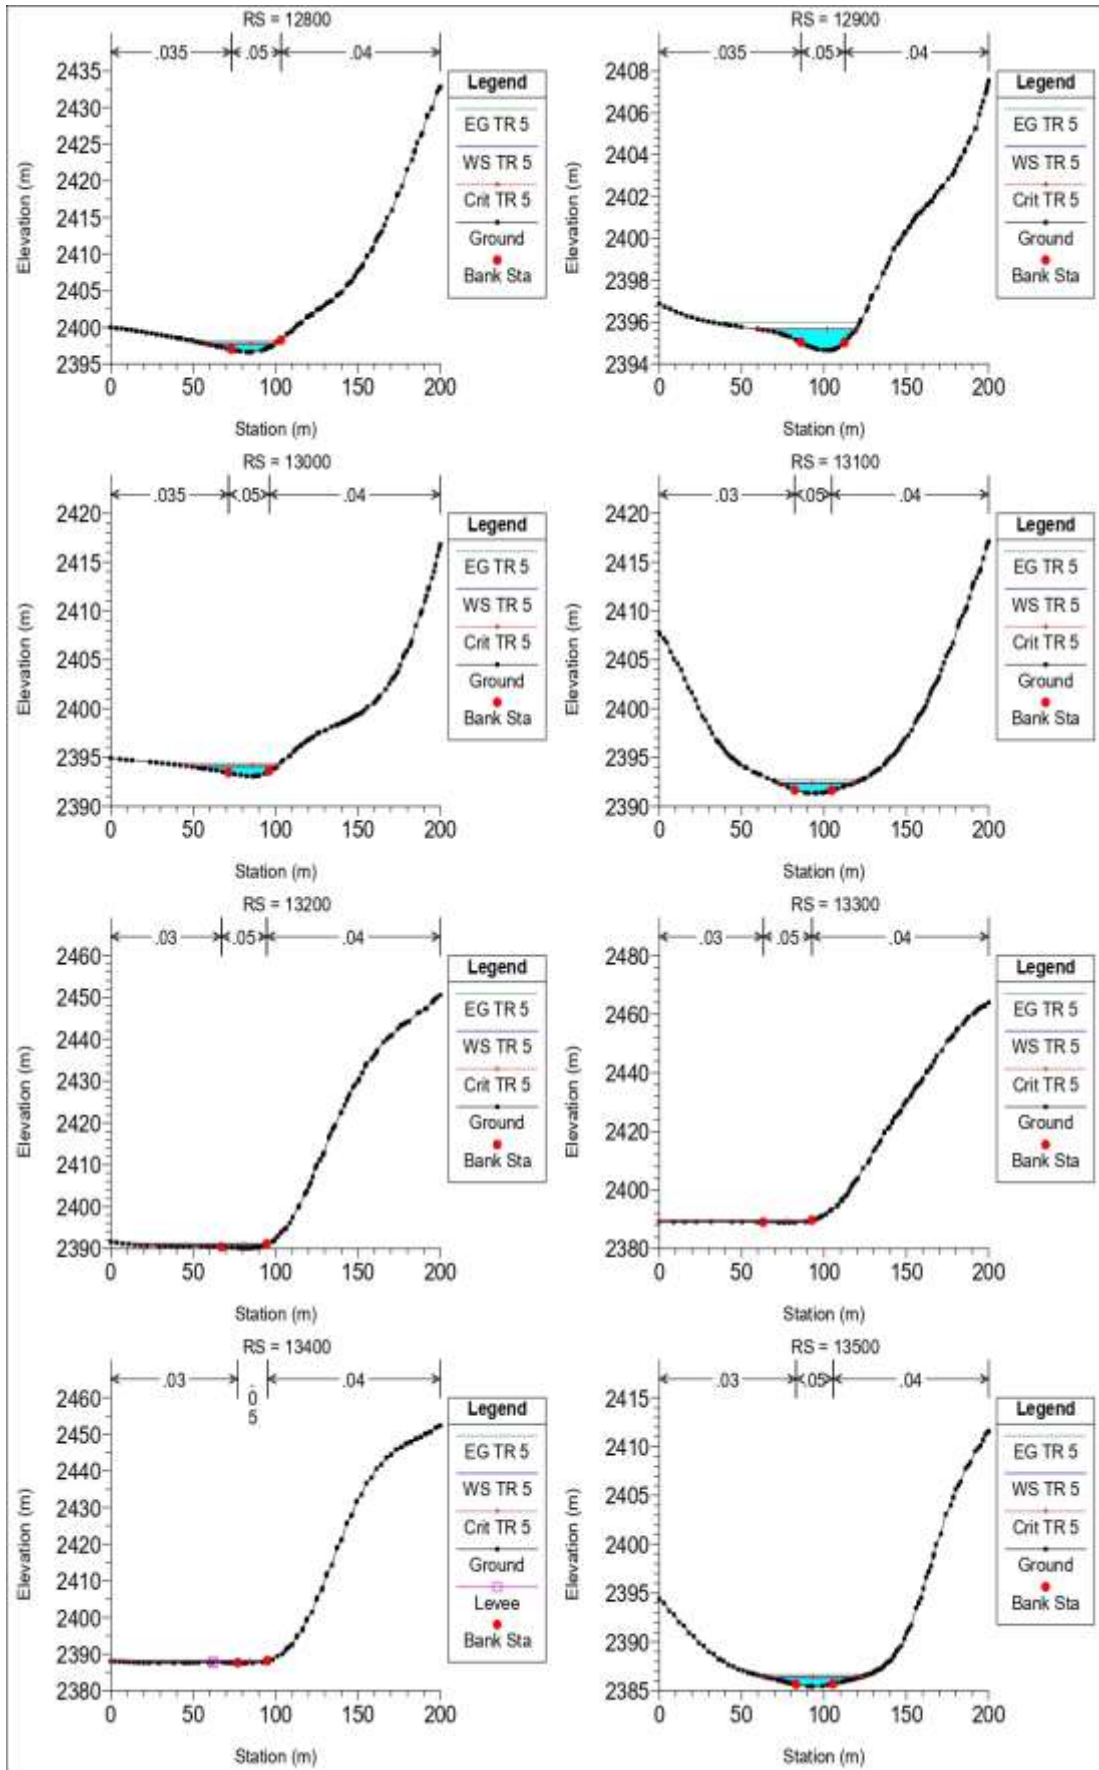 RS = 12800
.035 .05 .04
2435
2430
2425
2420
2415
2410
2405
2400
2395
Elevation (m)
0 50 100 150 200
Station (m)
Legend
EG TR 5
WS TR 5
Crit TR 5
Ground
Bank Sta
RS = 12900
.035 .05 .04
2408
2406
2404
2402
2400
2398
2396
2394
Elevation (m)
0 50 100 150 200
Station (m)
Legend
EG TR 5
WS TR 5
Crit TR 5
Ground
Bank Sta
RS = 13000
.035 .05 .04
2420
2415
2410
2405
2400
2395
2390
Elevation (m)
0 50 100 150 200
Station (m)
Legend
EG TR 5
WS TR 5
Crit TR 5
Ground
Bank Sta
RS = 13100
.03 .05 .04
2420
2415
2410
2405
2400
2395
2390
Elevation (m)
0 50 100 150 200
Station (m)
Legend
EG TR 5
WS TR 5
Crit TR 5
Ground
Bank Sta
RS = 13200
.03 .05 .04
2460
2450
2440
2430
2420
2410
2400
2390
Elevation (m)
0 50 100 150 200
Station (m)
Legend
EG TR 5
WS TR 5
Crit TR 5
Ground
Bank Sta
RS = 13300
.03 .05 .04
2480
2460
2440
2420
2400
2380
Elevation (m)
0 50 100 150 200
Station (m)
Legend
EG TR 5
WS TR 5
Crit TR 5
Ground
Bank Sta
RS = 13400
.03 .05 .04
2460
2450
2440
2430
2420
2410
2400
2390
2380
Elevation (m)
0 50 100 150 200
Station (m)
Legend
EG TR 5
WS TR 5
Crit TR 5
Ground
Levee
Bank Sta
RS = 13500
.03 .05 .04
2415
2410
2405
2400
2395
2390
2385
Elevation (m)
0 50 100 150 200
Station (m)
Legend
EG TR 5
WS TR 5
Crit TR 5
Ground
Bank Sta